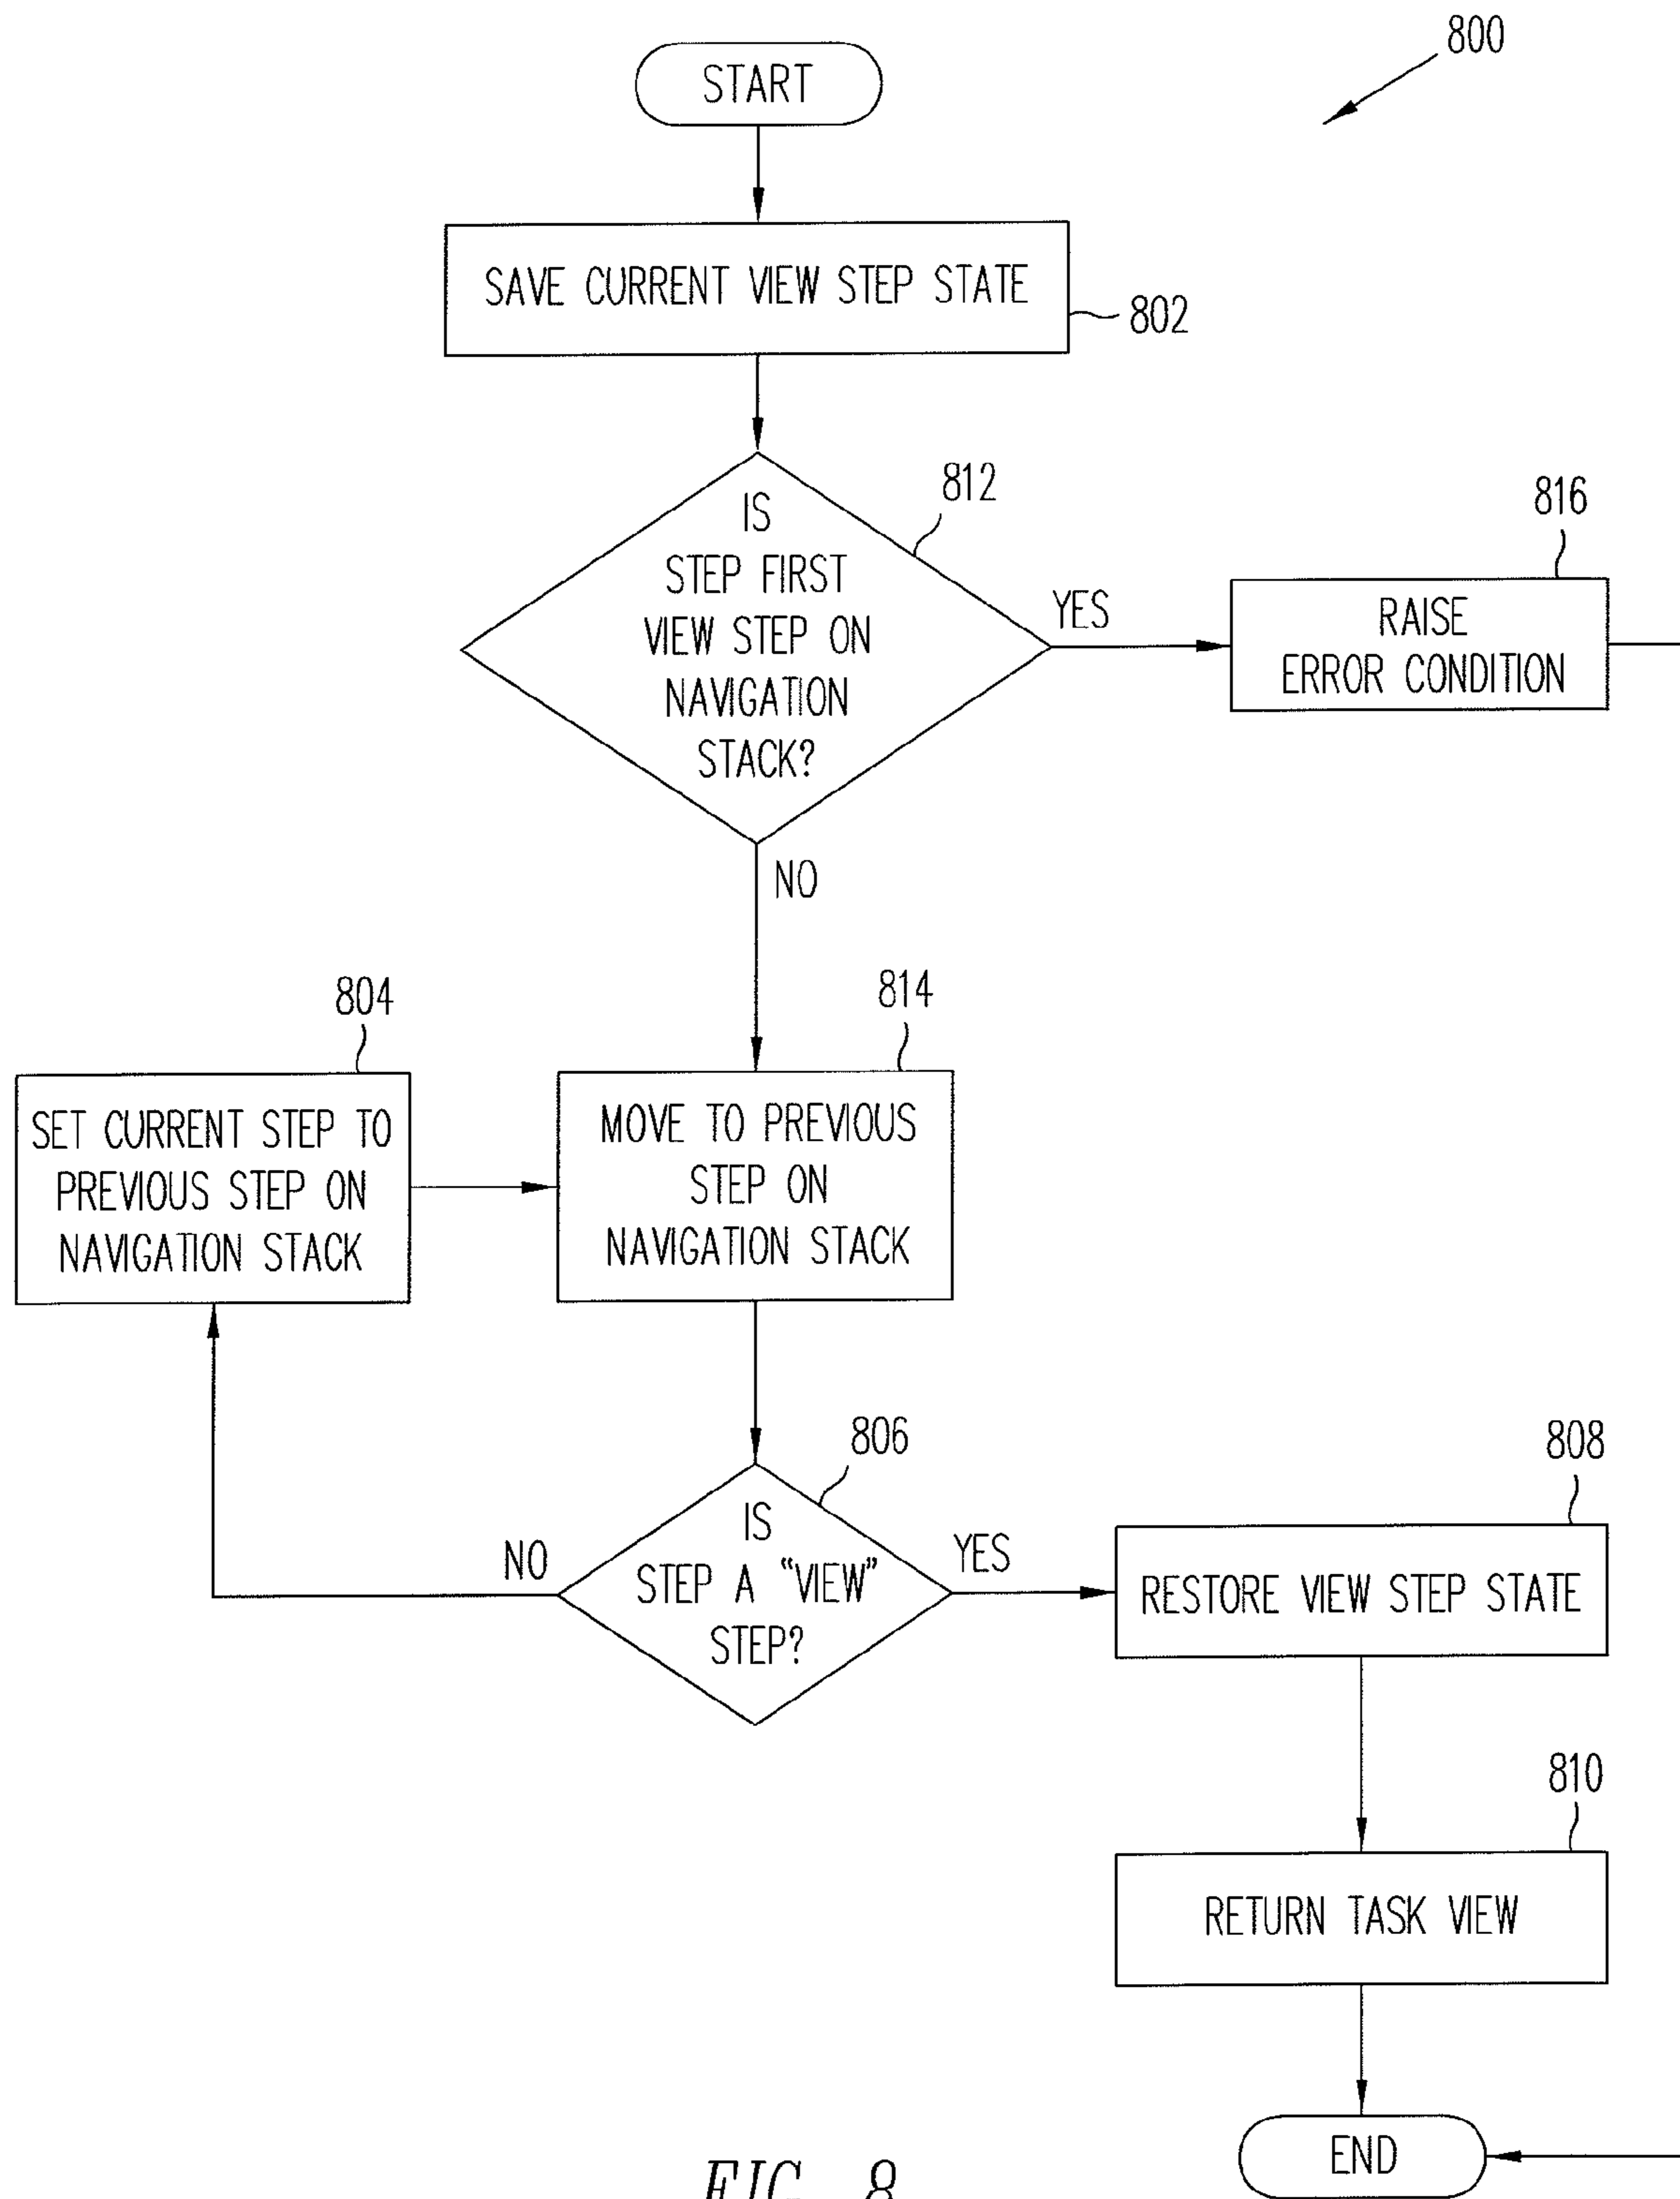 800
START
SAVE CURRENT VIEW STEP STATE
802
812
IS
STEP FIRST
VIEW STEP ON
NAVIGATION
STACK?
YES
816
RAISE
ERROR CONDITION
NO
804
SET CURRENT STEP TO
PREVIOUS STEP ON
NAVIGATION STACK
814
MOVE TO PREVIOUS
STEP ON
NAVIGATION STACK
806
IS
STEP A "VIEW"
STEP?
NO
YES
808
RESTORE VIEW STEP STATE
810
RETURN TASK VIEW
END
FIG. 8